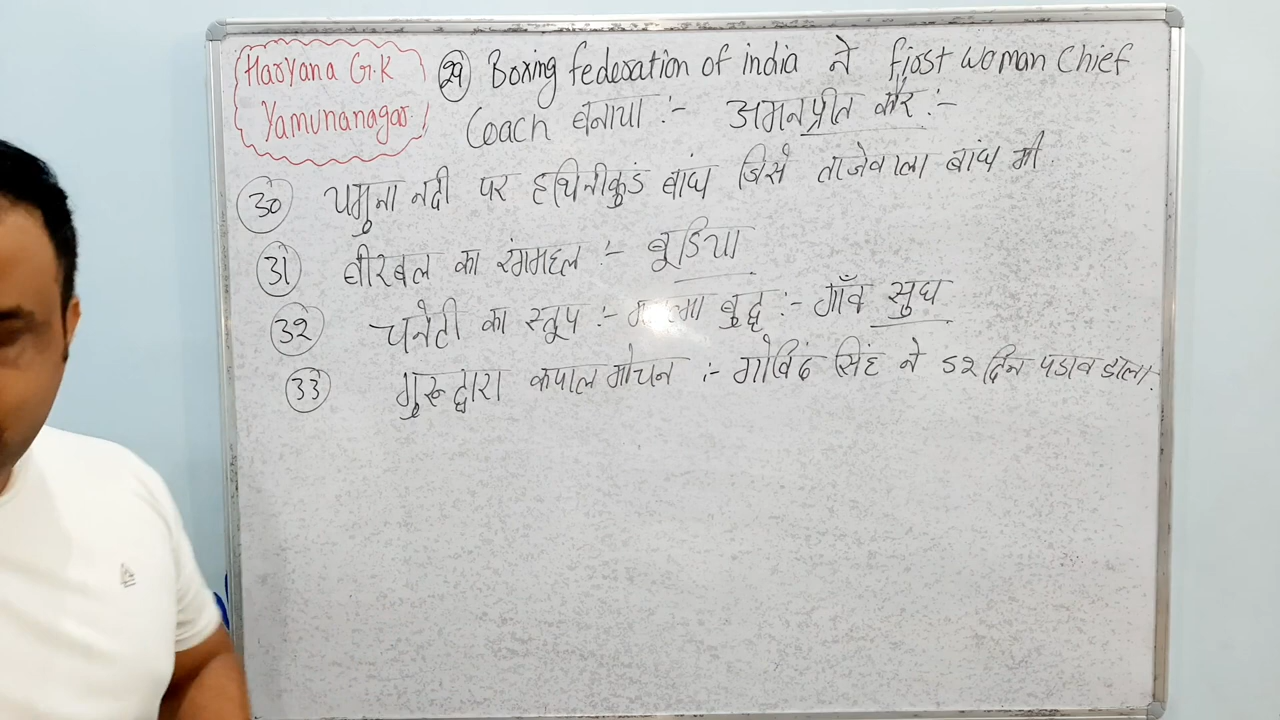 Haryana G.K
Yamunanagar
29 Boxing federation of india ने first woman Chief
Coach बनाया :- अमनप्रीत कौर :-
30 यमुना नदी पर हथिनीकुडं बांध जिसे ताजेवाला बांध भी
31 बीरबल का रंगमहल :- बूडिया
32 चनेटी का स्तूप :- बुद्ध :- गाँव सुघ
33 गुरूद्वारा कपाल मोचन :- गोविंद सिंह ने 52 दिन पडाव डाला.